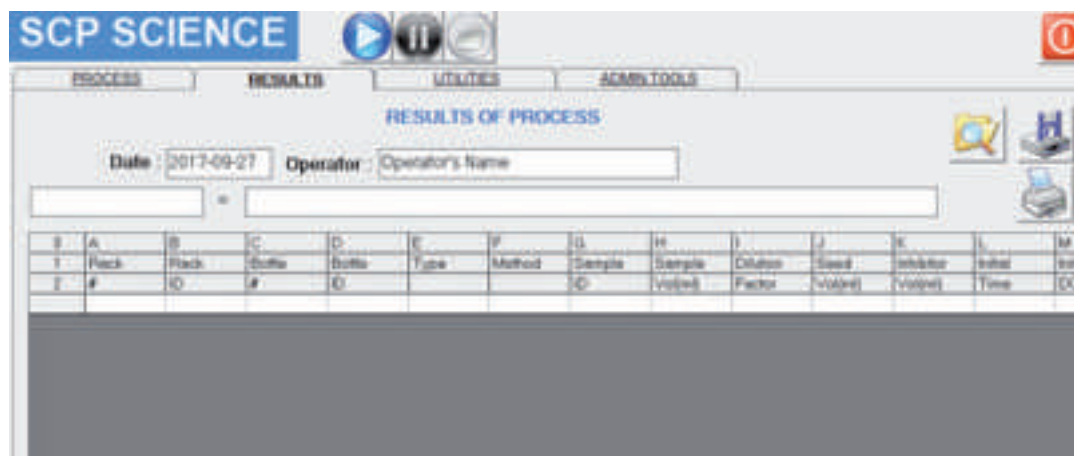 SCP SCIENCE
PROCESS RESULTS UTILITIES ADMIN TOOLS
RESULTS OF PROCESS
Date : 2017-09-27 Operator : Operator's Name
=
0 A B C D E F G H I J K L M
1 Rack Rack Bottle Bottle Type Method Sample Sample Dilution Seed Inhibitor Initial
2 # ID # ID ID Vol(ml) Factor Vol(ml) Vol(ml) Time